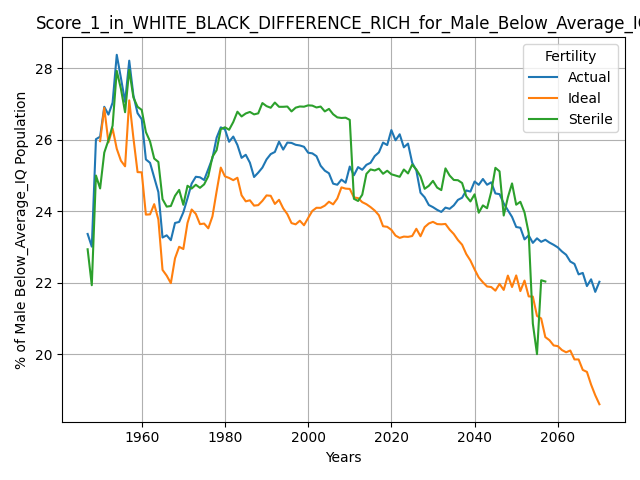 Score_1_in_WHITE_BLACK_DIFFERENCE_RICH_for_Male_Below_Average_IQ
% of Male Below_Average_IQ Population
28
26
24
22
20
Fertility
Actual
Ideal
Sterile
1960 1980 2000 2020 2040 2060
Years